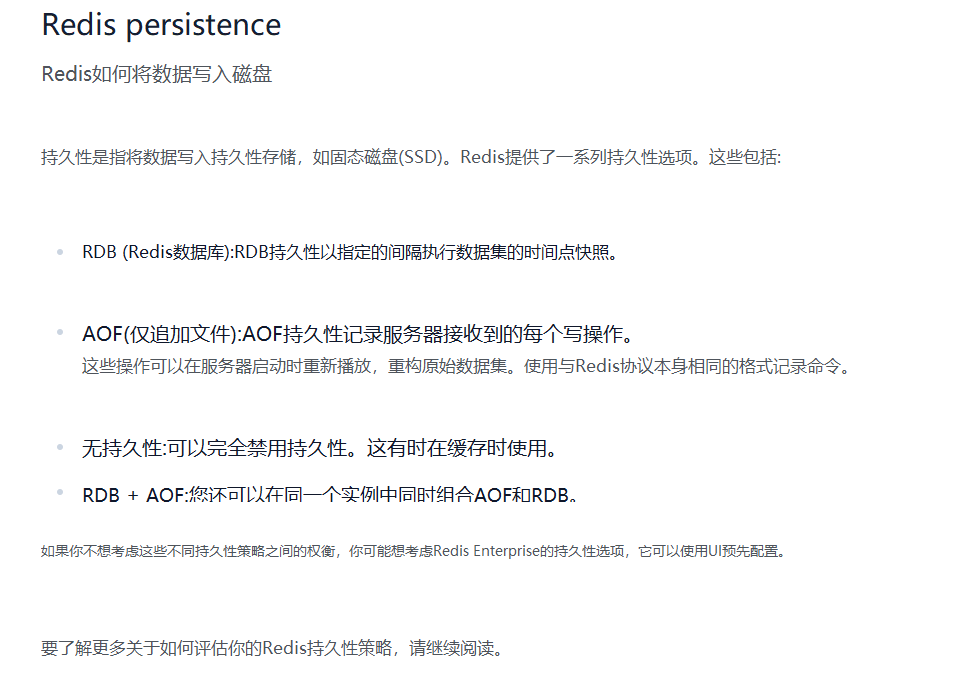 Redis persistence
Redis如何将数据写入磁盘
持久性是指将数据写入持久性存储，如固态磁盘(SSD)。Redis提供了一系列持久性选项。这些包括:
RDB (Redis数据库):RDB持久性以指定的间隔执行数据集的时间点快照。
AOF(仅追加文件):AOF持久性记录服务器接收到的每个写操作。
这些操作可以在服务器启动时重新播放，重构原始数据集。使用与Redis协议本身相同的格式记录命令。
无持久性:可以完全禁用持久性。这有时在缓存时使用。
RDB + AOF:您还可以在同一个实例中同时组合AOF和RDB。
如果你不想考虑这些不同持久性策略之间的权衡，你可能想考虑Redis Enterprise的持久性选项，它可以使用UI预先配置。
要了解更多关于如何评估你的Redis持久性策略，请继续阅读。